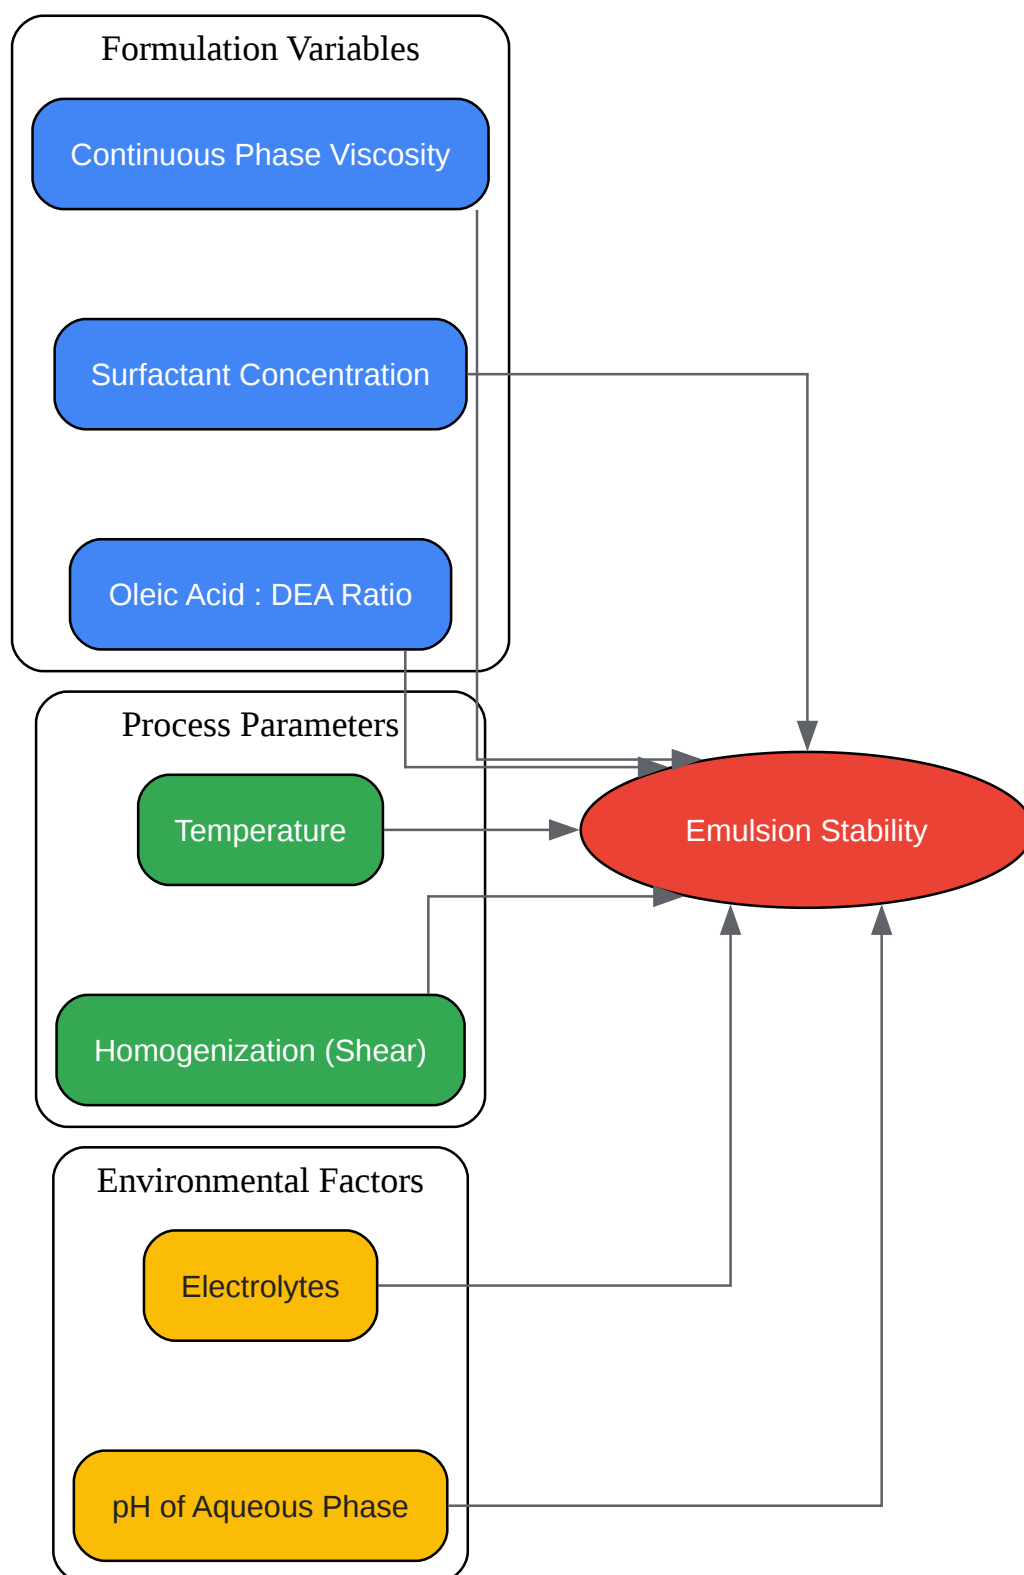 Formulation Variables
Continuous Phase Viscosity
Surfactant Concentration
Oleic Acid : DEA Ratio
Process Parameters
Temperature
Emulsion Stability
Homogenization (Shear)
Environmental Factors
Electrolytes
pH of Aqueous Phase